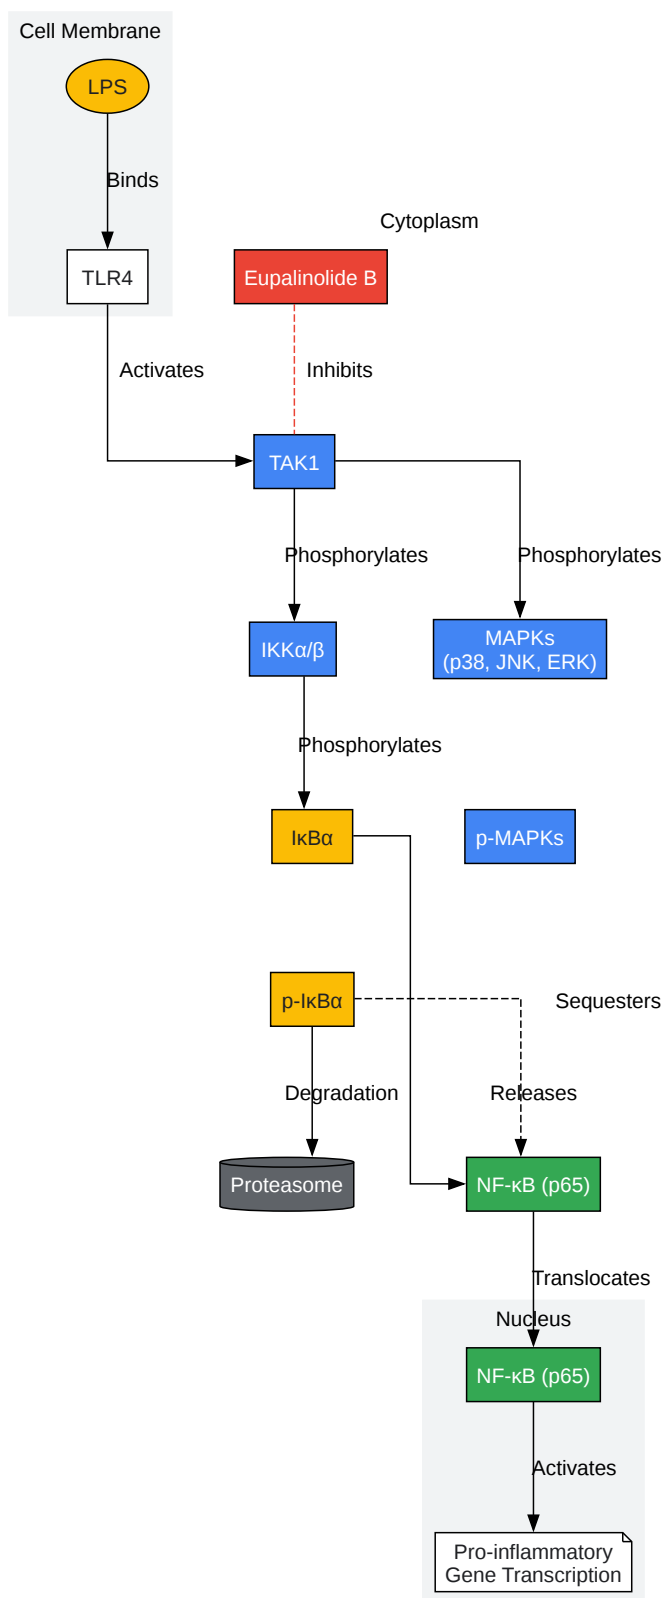 Cell Membrane
LPS
Binds
Cytoplasm
TLR4
Eupalinolide B
Activates
Inhibits
TAK1
Phosphorylates
Phosphorylates
IKKα/β
MAPKs
(p38, JNK, ERK)
Phosphorylates
IκBα
p-MAPKs
p-IκBα
Sequesters
Degradation
Releases
Proteasome
NF-κB (p65)
Translocates
Nucleus
NF-κB (p65)
Activates
Pro-inflammatory
Gene Transcription